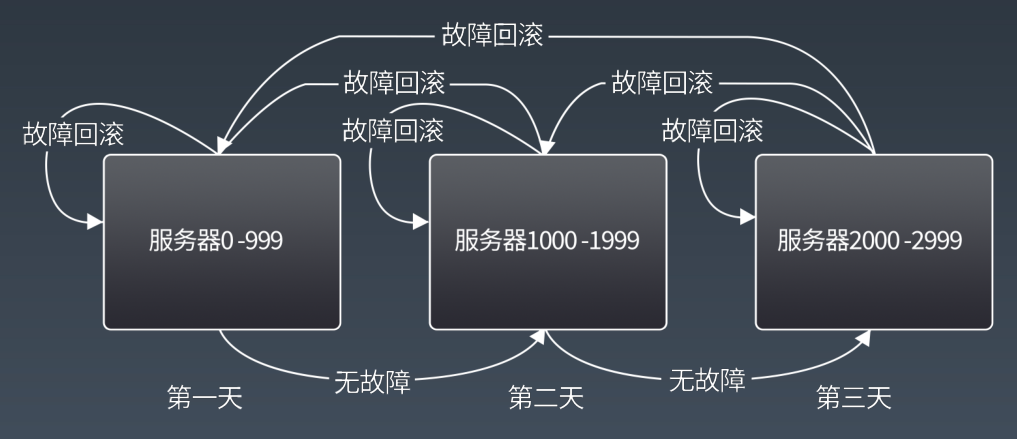 故障回滚
故障回滚
故障回滚
故障回滚
故障回滚
故障回滚
服务器0 -999
服务器1000 -1999
服务器2000 -2999
无故障
无故障
第一天
第二天
第三天